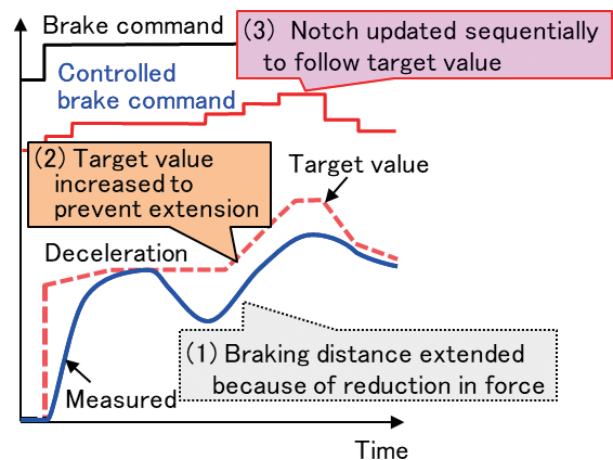 Brake command
(3) Notch updated sequentially
to follow target value
Controlled
brake command
(2) Target value
increased to
prevent extension
Target value
Deceleration
(1) Braking distance extended
because of reduction in force
Measured
Time